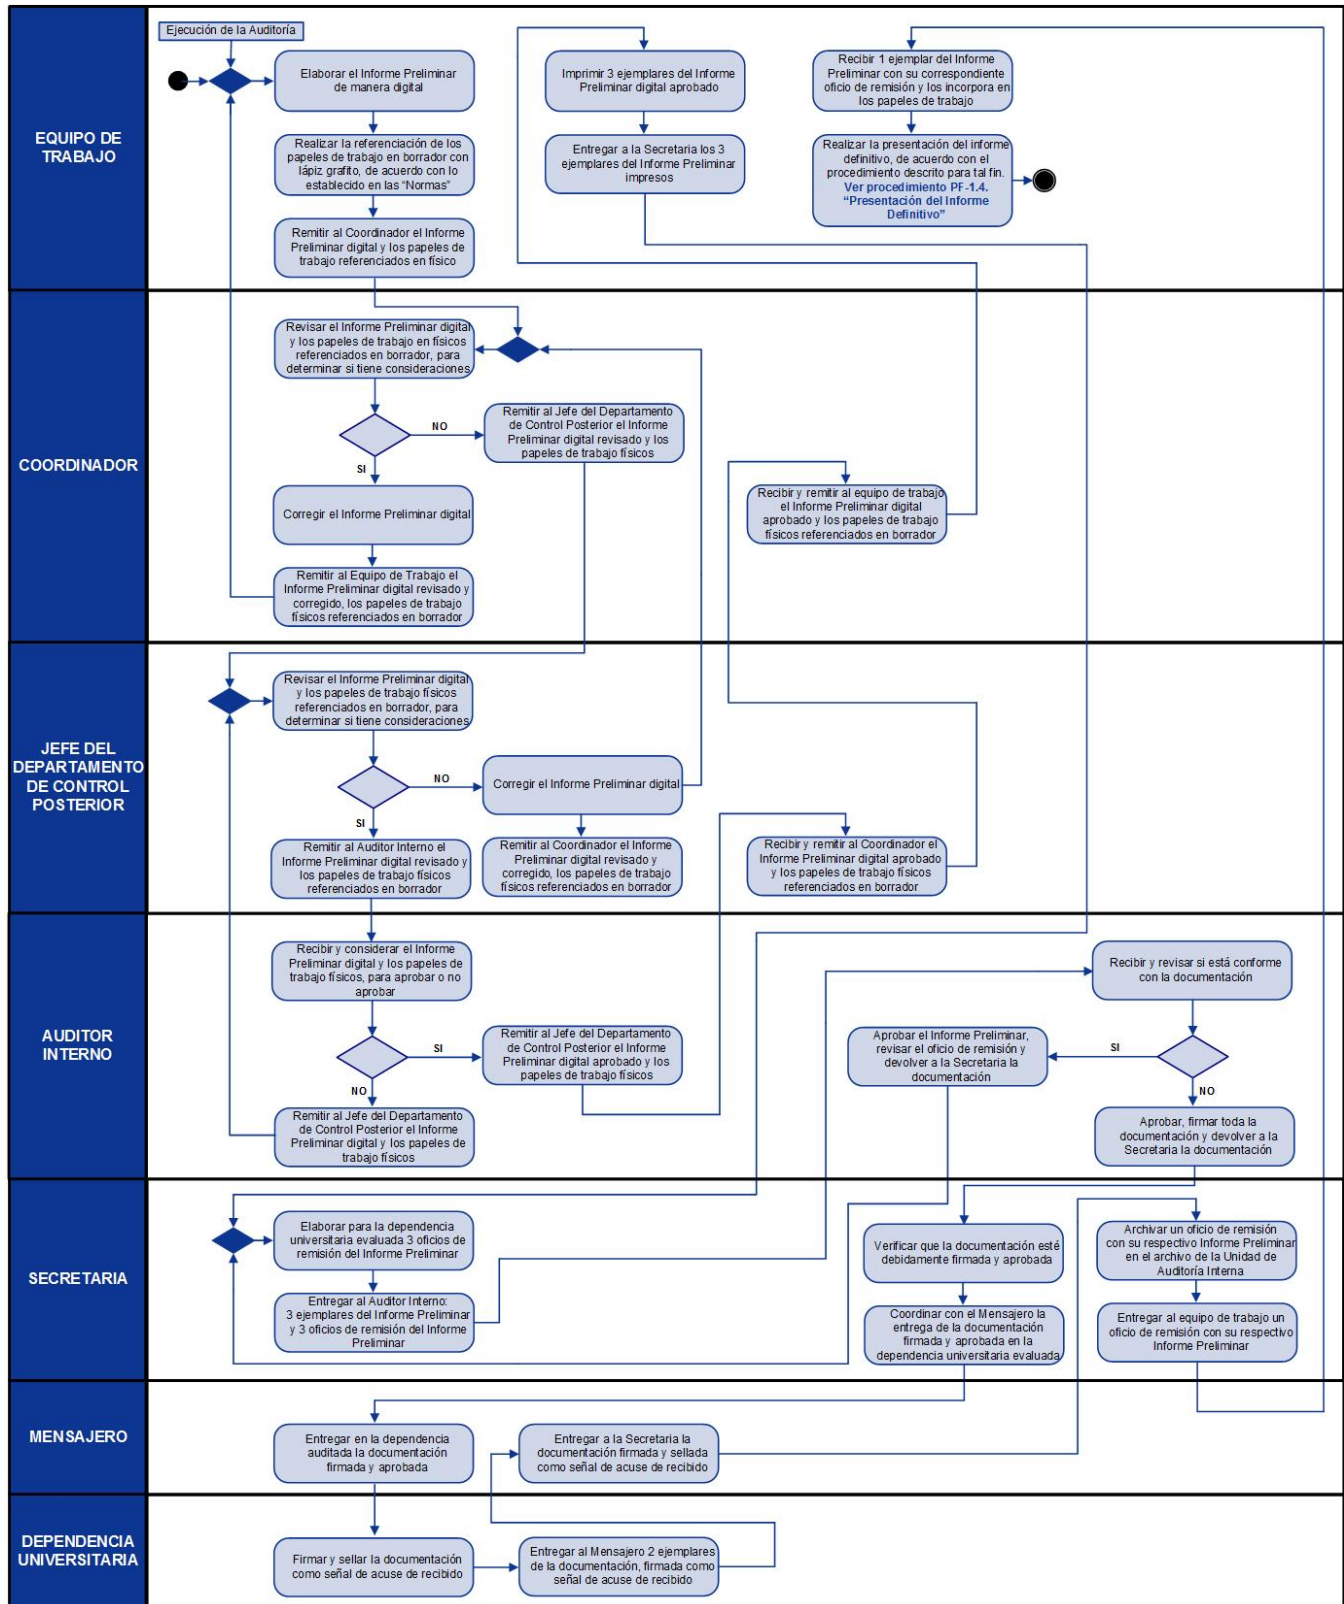 Ejecución de la Auditoría
EQUIPO DE
TRABAJO
Elaborar el Informe Preliminar
de manera digital
Realizar la referenciación de los
papeles de trabajo en borrador con
lápiz grafito, de acuerdo con lo
establecido en las “Normas”
Remitir al Coordinador el Informe
Preliminar digital y los papeles de
trabajo referenciados en físico
Imprimir 3 ejemplares del Informe
Preliminar digital aprobado
Entregar a la Secretaria los 3
ejemplares del Informe Preliminar
impresos
Recibir 1 ejemplar del Informe
Preliminar con su correspondiente
oficio de remisión y los incorpora en
los papeles de trabajo
Realizar la presentación del informe
definitivo, de acuerdo con el
procedimiento descrito para tal fin.
Ver procedimiento PF-1.4.
“Presentación del Informe
Definitivo”
COORDINADOR
Revisar el Informe Preliminar digital
y los papeles de trabajo en físicos
referenciados en borrador, para
determinar si tiene consideraciones
NO
SI
Remitir al Jefe del Departamento
de Control Posterior el Informe
Preliminar digital revisado y los
papeles de trabajo físicos
Corregir el Informe Preliminar digital
Remitir al Equipo de Trabajo el
Informe Preliminar digital revisado y
corregido, los papeles de trabajo
físicos referenciados en borrador
Recibir y remitir al equipo de trabajo
el Informe Preliminar digital
aprobado y los papeles de trabajo
físicos referenciados en borrador
JEFE DEL
DEPARTAMENTO
DE CONTROL
POSTERIOR
Revisar el Informe Preliminar digital
y los papeles de trabajo físicos
referenciados en borrador, para
determinar si tiene consideraciones
NO
SI
Corregir el Informe Preliminar digital
Remitir al Auditor Interno el
Informe Preliminar digital revisado y
los papeles de trabajo físicos
referenciados en borrador
Remitir al Coordinador el Informe
Preliminar digital revisado y
corregido, los papeles de trabajo
físicos referenciados en borrador
Recibir y remitir al Coordinador el
Informe Preliminar digital aprobado
y los papeles de trabajo físicos
referenciados en borrador
AUDITOR
INTERNO
Recibir y considerar el Informe
Preliminar digital y los papeles de
trabajo físicos, para aprobar o no
aprobar
SI
NO
Remitir al Jefe del Departamento
de Control Posterior el Informe
Preliminar digital aprobado y los
papeles de trabajo físicos
Remitir al Jefe del Departamento
de Control Posterior el Informe
Preliminar digital y los papeles de
trabajo físicos
Recibir y revisar si está conforme
con la documentación
SI
NO
Aprobar el Informe Preliminar,
revisar el oficio de remisión y
devolver a la Secretaria la
documentación
Aprobar, firmar toda la
documentación y devolver a la
Secretaria la documentación
SECRETARIA
Elaborar para la dependencia
universitaria evaluada 3 oficios de
remisión del Informe Preliminar
Entregar al Auditor Interno:
3 ejemplares del Informe Preliminar
y 3 oficios de remisión del Informe
Preliminar
Verificar que la documentación esté
debidamente firmada y aprobada
Coordinar con el Mensajero la
entrega de la documentación
firmada y aprobada en la
dependencia universitaria evaluada
Archivar un oficio de remisión
con su respectivo Informe Preliminar
en el archivo de la Unidad de
Auditoría Interna
Entregar al equipo de trabajo un
oficio de remisión con su respectivo
Informe Preliminar
MENSAJERO
Entregar en la dependencia
auditada la documentación
firmada y aprobada
Entregar a la Secretaria la
documentación firmada y sellada
como señal de acuse de recibido
DEPENDENCIA
UNIVERSITARIA
Firmar y sellar la documentación
como señal de acuse de recibido
Entregar al Mensajero 2 ejemplares
de la documentación, firmada como
señal de acuse de recibido